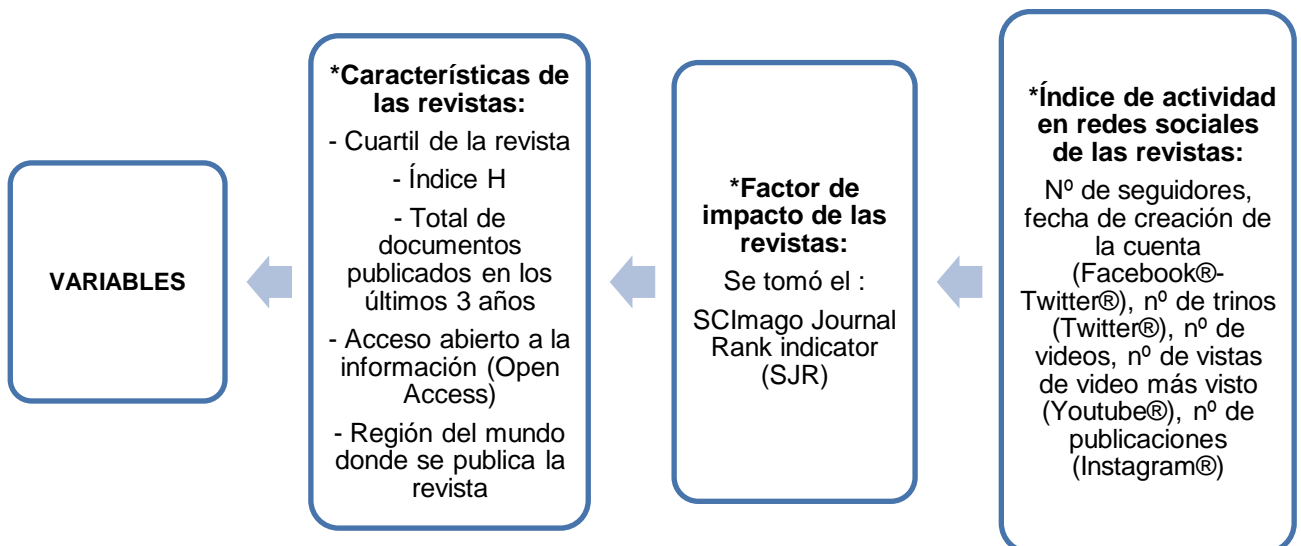 VARIABLES
*Características de
las revistas:
- Cuartil de la revista
- Índice H
- Total de
documentos
publicados en los
últimos 3 años
- Acceso abierto a la
información (Open
Access)
- Región del mundo
donde se publica la
revista
*Factor de
impacto de las
revistas:
Se tomó el :
SCImago Journal
Rank indicator
(SJR)
*Índice de actividad
en redes sociales
de las revistas:
Nº de seguidores,
fecha de creación de
la cuenta
(Facebook®-
Twitter®), nº de trinos
(Twitter®), nº de
videos, nº de vistas
de video más visto
(Youtube®), nº de
publicaciones
(Instagram®)